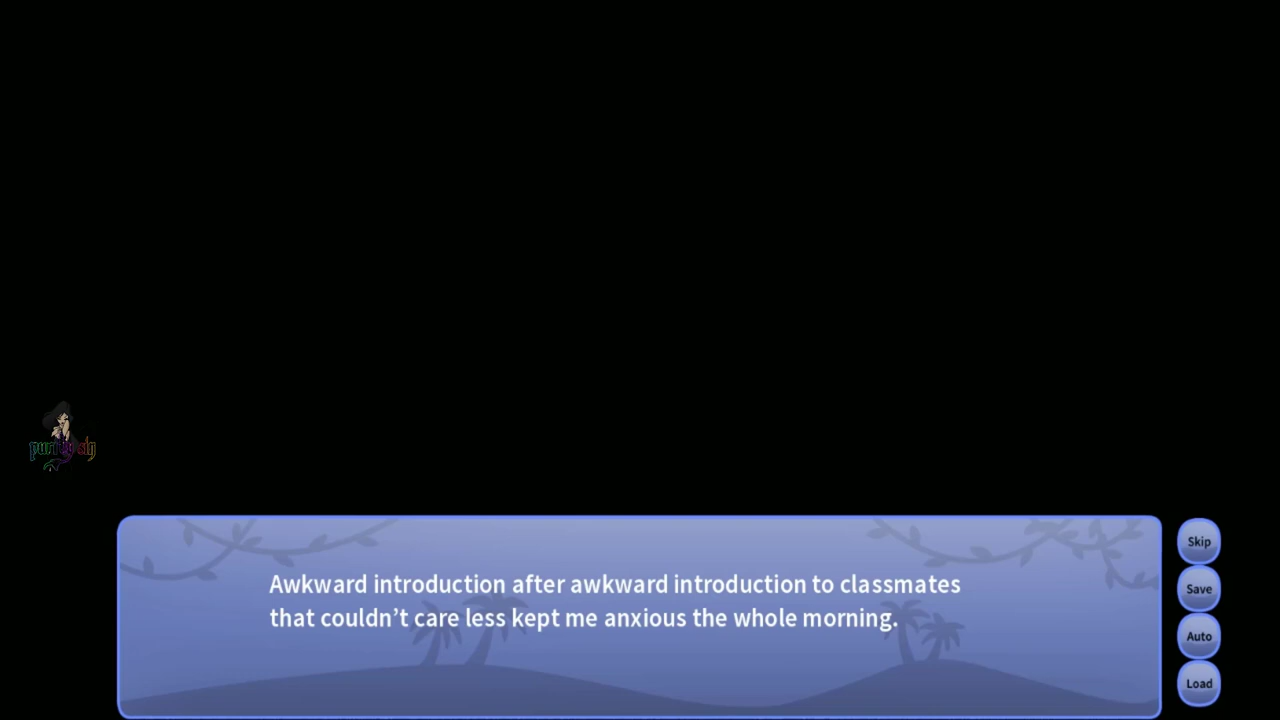 Awkward introduction after awkward introduction to classmates
that couldn't care less kept me anxious the whole morning.
Skip
Save
Auto
Load